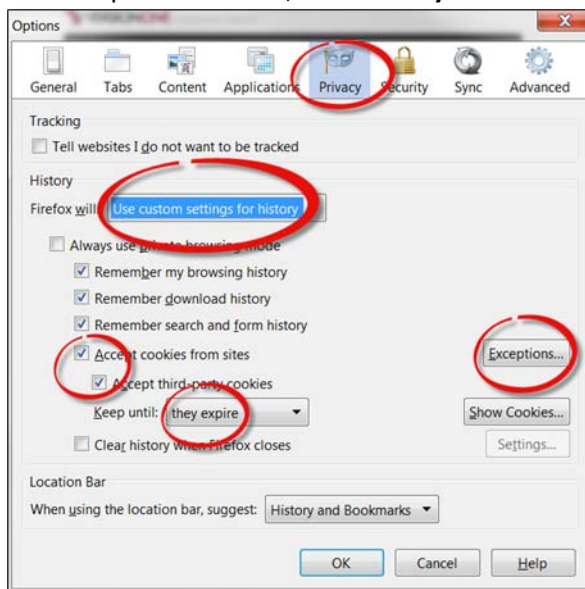 Options
General Tabs Content Applications Privacy Security Sync Advanced
Tracking
Tell websites I do not want to be tracked
History
Firefox will: Use custom settings for history
Always use private browsing mode
Remember my browsing history
Remember download history
Remember search and form history
Accept cookies from sites Exceptions...
Accept third-party cookies
Keep until: they expire Show Cookies...
Clear history when Firefox closes Settings...
Location Bar
When using the location bar, suggest: History and Bookmarks
OK Cancel Help